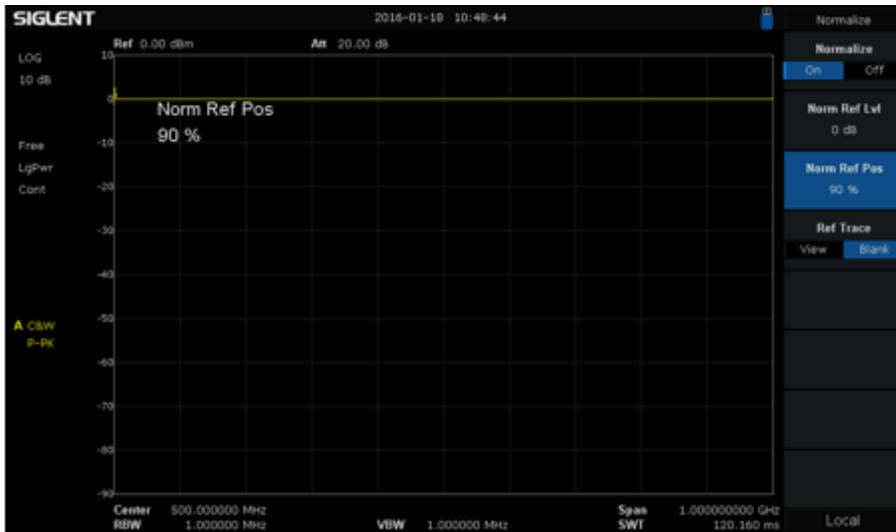 SIGLENT 2016-01-18 10:48:44 Normalize
Ref 0.00 dBm Att 20.00 dB
LOG
10 dB
Free
LgPwr
Cont
A C&W
P-PK
10
0
-10
-20
-30
-40
-50
-60
-70
-80
-90
Norm Ref Pos
90 %
Normalize
On Off
Norm Ref Lvl
0 dB
Norm Ref Pos
90 %
Ref Trace
View Blank
Center 500.000000 MHz Span 1.000000000 GHz
RBW 1.000000 MHz VBW 1.000000 MHz SWT 120.160 ms
Local